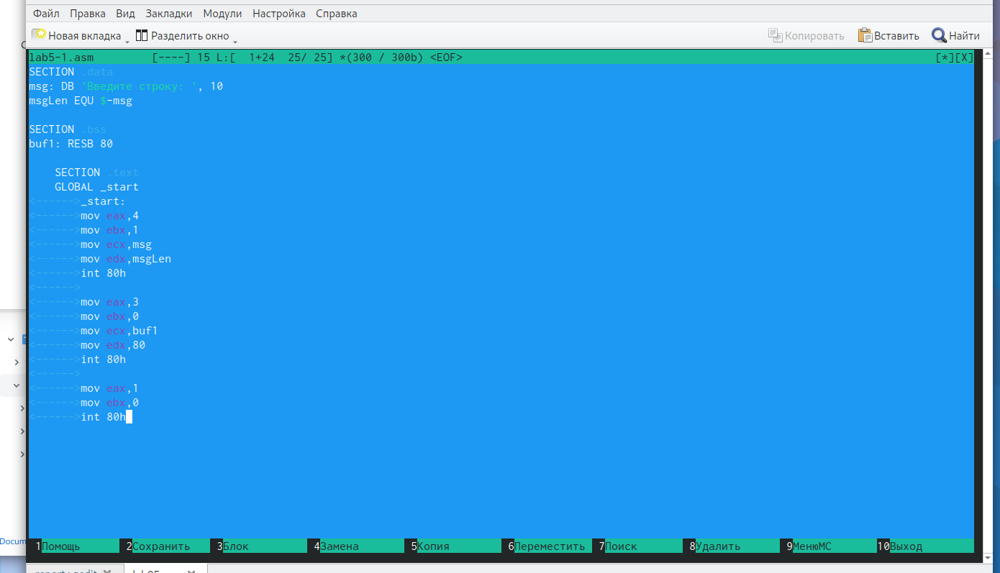 Файл Правка Вид Закладки Модули Настройка Справка
Новая вкладка Разделить окно Копировать Вставить Найти
lab5-1.asm [----] 15 L:[ 1+24 25/ 25] *(300 / 300b) <EOF> [*][X]
SECTION .data
msg: DB 'Введите строку: ', 10
msgLen EQU $-msg
SECTION .bss
buf1: RESB 80
SECTION .text
GLOBAL _start
<------>_start:
<------>mov eax,4
<------>mov ebx,1
<------>mov ecx,msg
<------>mov edx,msgLen
<------>int 80h
<------>
<------>mov eax,3
<------>mov ebx,0
<------>mov ecx,buf1
<------>mov edx,80
<------>int 80h
<------>
<------>mov eax,1
<------>mov ebx,0
<------>int 80h
Docum
1Помощь 2Сохранить 3Блок 4Замена 5Копия 6Переместить 7Поиск 8Удалить 9МенюMC 10Выход